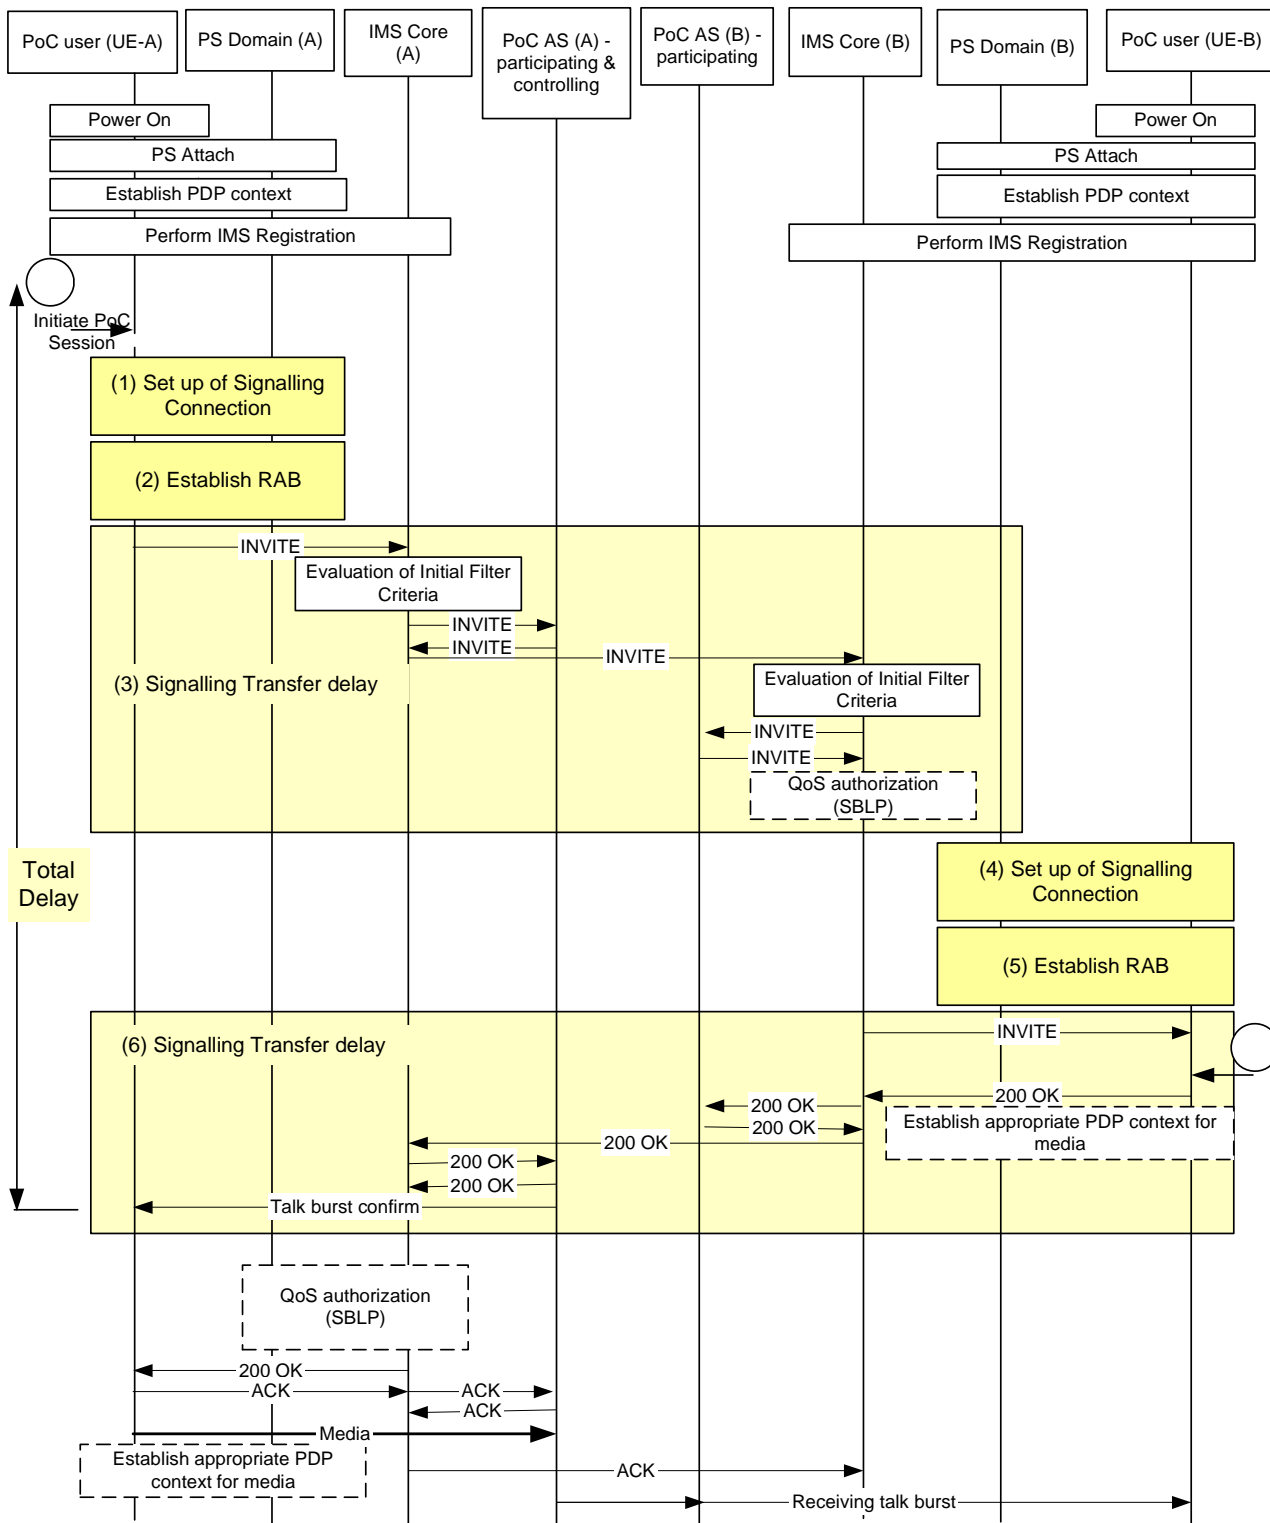 PoC user (UE-A)
PS Domain (A)
IMS Core
(A)
PoC AS (A) -
participating &
controlling
PoC AS (B) -
participating
IMS Core (B)
PS Domain (B)
PoC user (UE-B)
Power On
Power On
PS Attach
PS Attach
Establish PDP context
Establish PDP context
Perform IMS Registration
Perform IMS Registration
Initiate PoC
Session
(1) Set up of Signalling
Connection
(2) Establish RAB
INVITE
Evaluation of Initial Filter
Criteria
INVITE
INVITE
INVITE
(3) Signalling Transfer delay
Evaluation of Initial Filter
Criteria
INVITE
INVITE
QoS authorization
(SBLP)
Total
Delay
(4) Set up of Signalling
Connection
(5) Establish RAB
(6) Signalling Transfer delay
INVITE
200 OK
200 OK
200 OK
Establish appropriate PDP context for
media
200 OK
200 OK
200 OK
Talk burst confirm
QoS authorization
(SBLP)
200 OK
ACK
ACK
ACK
Media
Establish appropriate PDP
context for media
ACK
Receiving talk burst